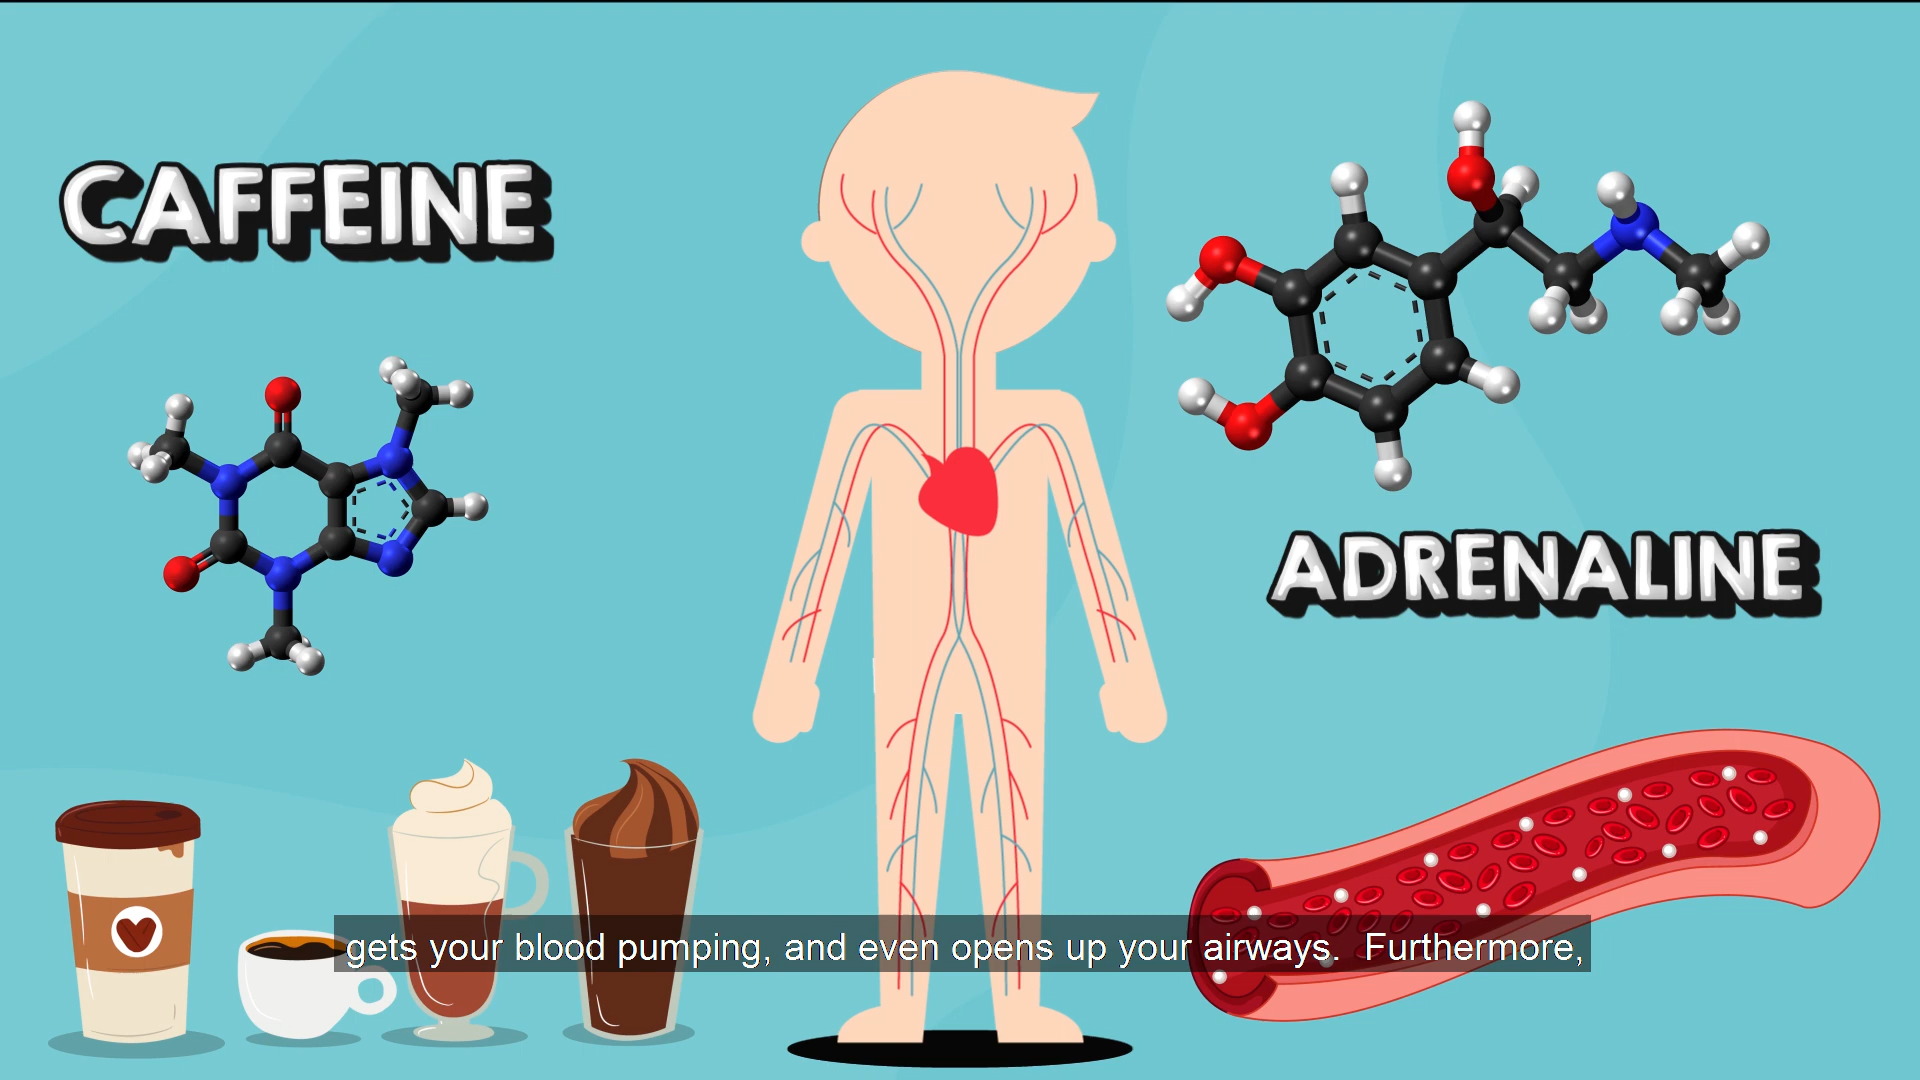 CAFFEINE
ADRENALINE
gets your blood pumping, and even opens up your airways.  Furthermore,